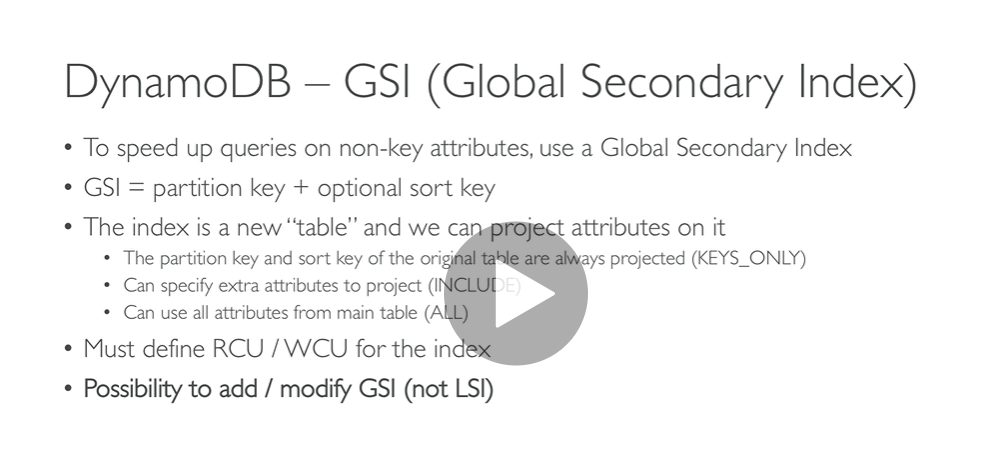 DynamoDB – GSI (Global Secondary Index)
• To speed up queries on non-key attributes, use a Global Secondary Index
• GSI = partition key + optional sort key
• The index is a new “table” and we can project attributes on it
• The partition key and sort key of the original table are always projected (KEYS_ONLY)
• Can specify extra attributes to project (INCLUDE)
• Can use all attributes from main table (ALL)
• Must define RCU / WCU for the index
• Possibility to add / modify GSI (not LSI)